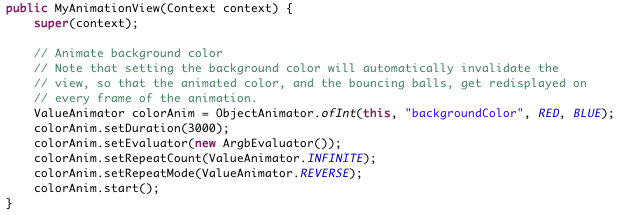 public MyAnimationView(Context context) {
    super(context);

    // Animate background color
    // Note that setting the background color will automatically invalidate the
    // view, so that the animated color, and the bouncing balls, get redisplayed on
    // every frame of the animation.
    ValueAnimator colorAnim = ObjectAnimator.ofInt(this, "backgroundColor", RED, BLUE);
    colorAnim.setDuration(3000);
    colorAnim.setEvaluator(new ArgbEvaluator());
    colorAnim.setRepeatCount(ValueAnimator.INFINITE);
    colorAnim.setRepeatMode(ValueAnimator.REVERSE);
    colorAnim.start();
}